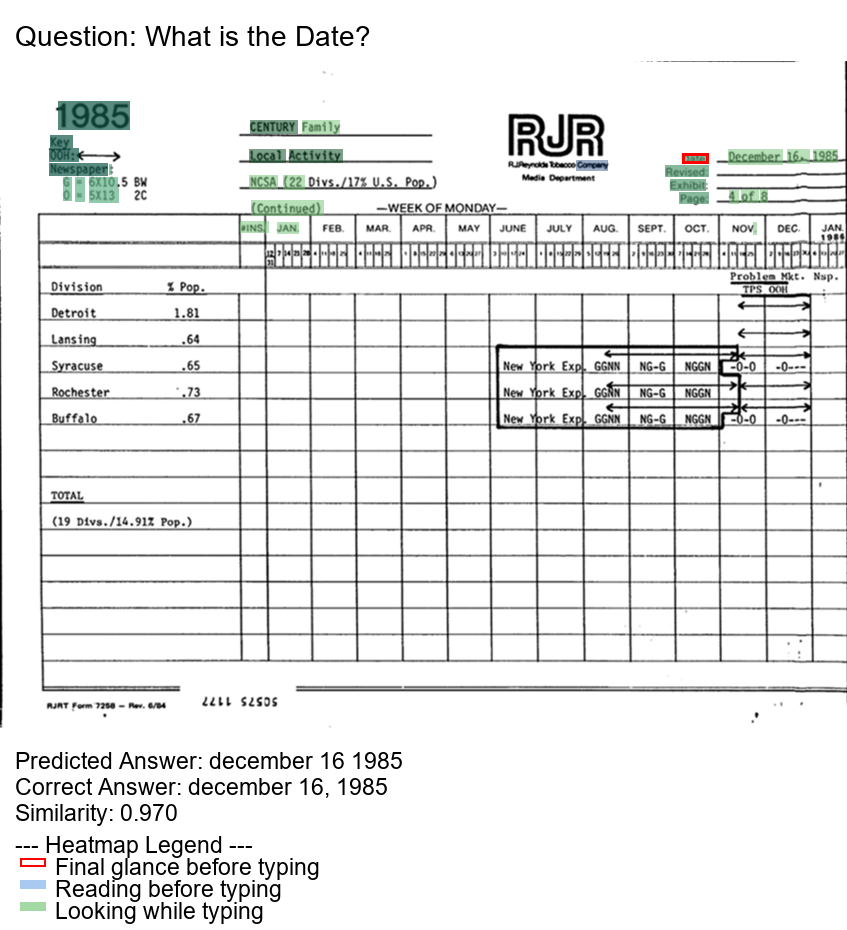 Question: What is the Date?
1985
Key
OOH:
Newspaper:
G = 6X10.5 BW
O = 5X13 2C
CENTURY Family
Local Activity
NCSA (22 Divs./17% U.S. Pop.)
(Continued)
RJR
RJReynolds Tobacco Company
Media Department
December 16, 1985
Revised:
Exhibit:
Page: 4 of 8
—WEEK OF MONDAY—
#INS. JAN. FEB. MAR. APR. MAY JUNE JULY AUG. SEPT. OCT. NOV. DEC. JAN. 1986
Problem Mkt. Nsp.
Division % Pop. TPS OOH
Detroit 1.81
Lansing .64
Syracuse .65 New York Exp. GGNN NG-G NGGN -0-0 -0---
Rochester .73 New York Exp. GGNN NG-G NGGN
Buffalo .67 New York Exp. GGNN NG-G NGGN -0-0 -0---
TOTAL
(19 Divs./14.91% Pop.)
RJRT Form 7258 — Rev. 6/84
50575 1777
Predicted Answer: december 16 1985
Correct Answer: december 16, 1985
Similarity: 0.970
--- Heatmap Legend ---
Final glance before typing
Reading before typing
Looking while typing